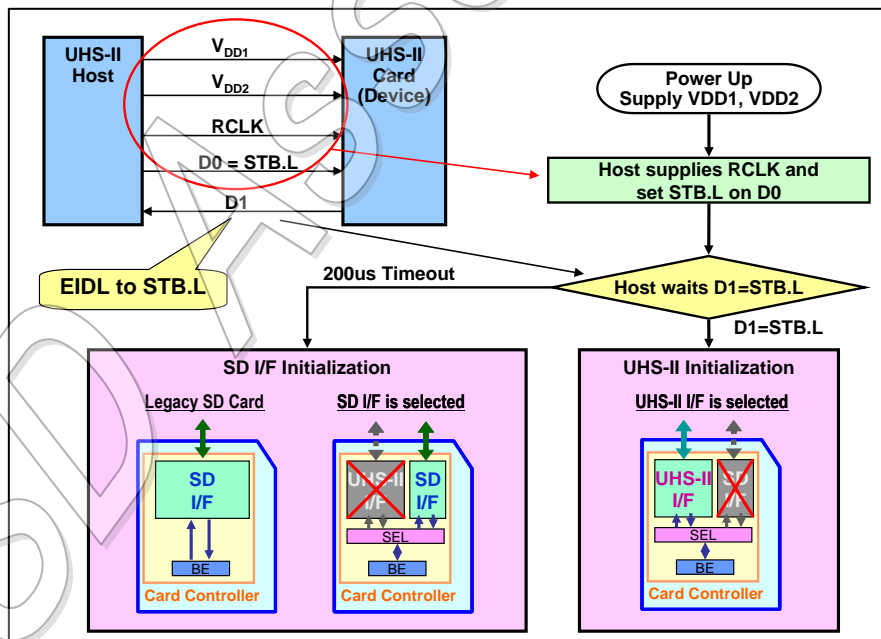 UHS-II
Host
VDD1
VDD2
RCLK
D0 = STB.L
D1
UHS-II
Card
(Device)
EIDL to STB.L
Power Up
Supply VDD1, VDD2
Host supplies RCLK and
set STB.L on D0
Host waits D1=STB.L
200us Timeout
D1=STB.L
SD I/F Initialization
Legacy SD Card
SD I/F is selected
SD
I/F
BE
Card Controller
UHS-II
I/F
SD
I/F
SEL
BE
Card Controller
UHS-II Initialization
UHS-II I/F is selected
UHS-II
I/F
SD
I/F
SEL
BE
Card Controller